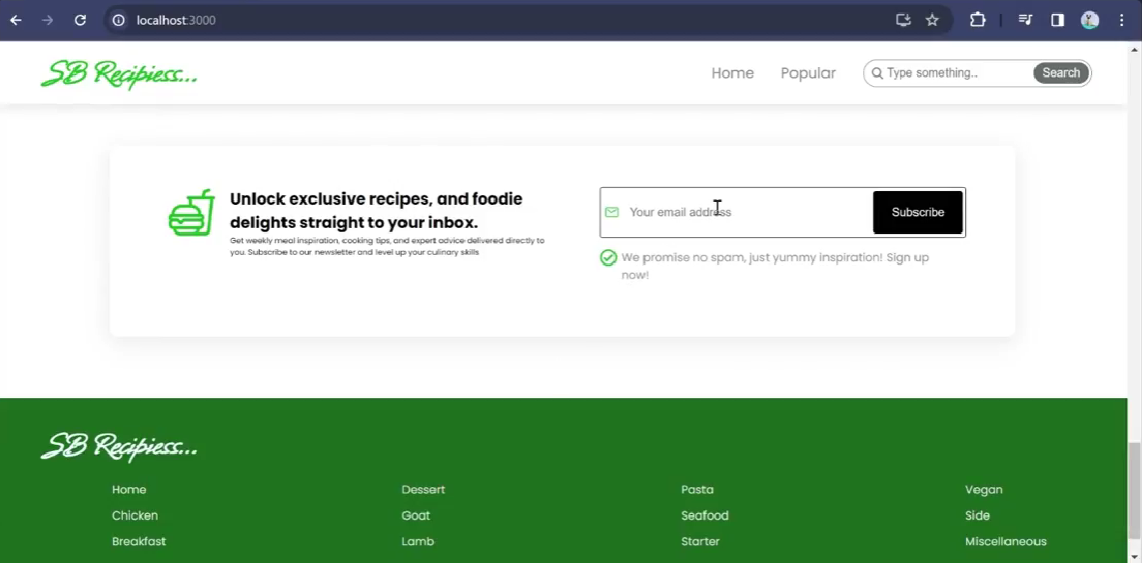 localhost:3000
SB Recipiess...
Home Popular Type something.. Search
Unlock exclusive recipes, and foodie
delights straight to your inbox.
Get weekly meal inspiration, cooking tips, and expert advice delivered directly to
you. Subscribe to our newsletter and level up your culinary skills
Your email address Subscribe
We promise no spam, just yummy inspiration! Sign up
now!
SB Recipiess...
Home Dessert Pasta Vegan
Chicken Goat Seafood Side
Breakfast Lamb Starter Miscellaneous